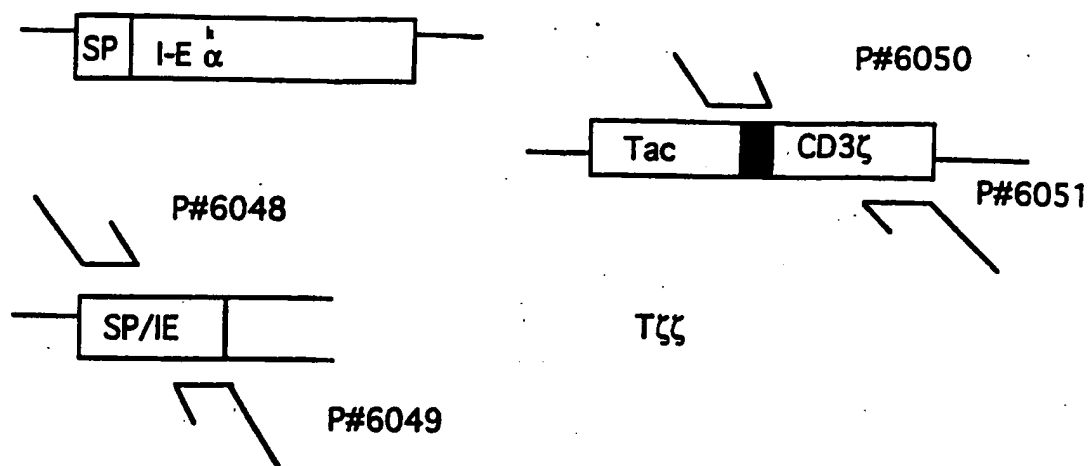 SP
I-E k α
P#6050
Tac
CD3ζ
P#6051
P#6048
SP/IE
Tζζ
P#6049